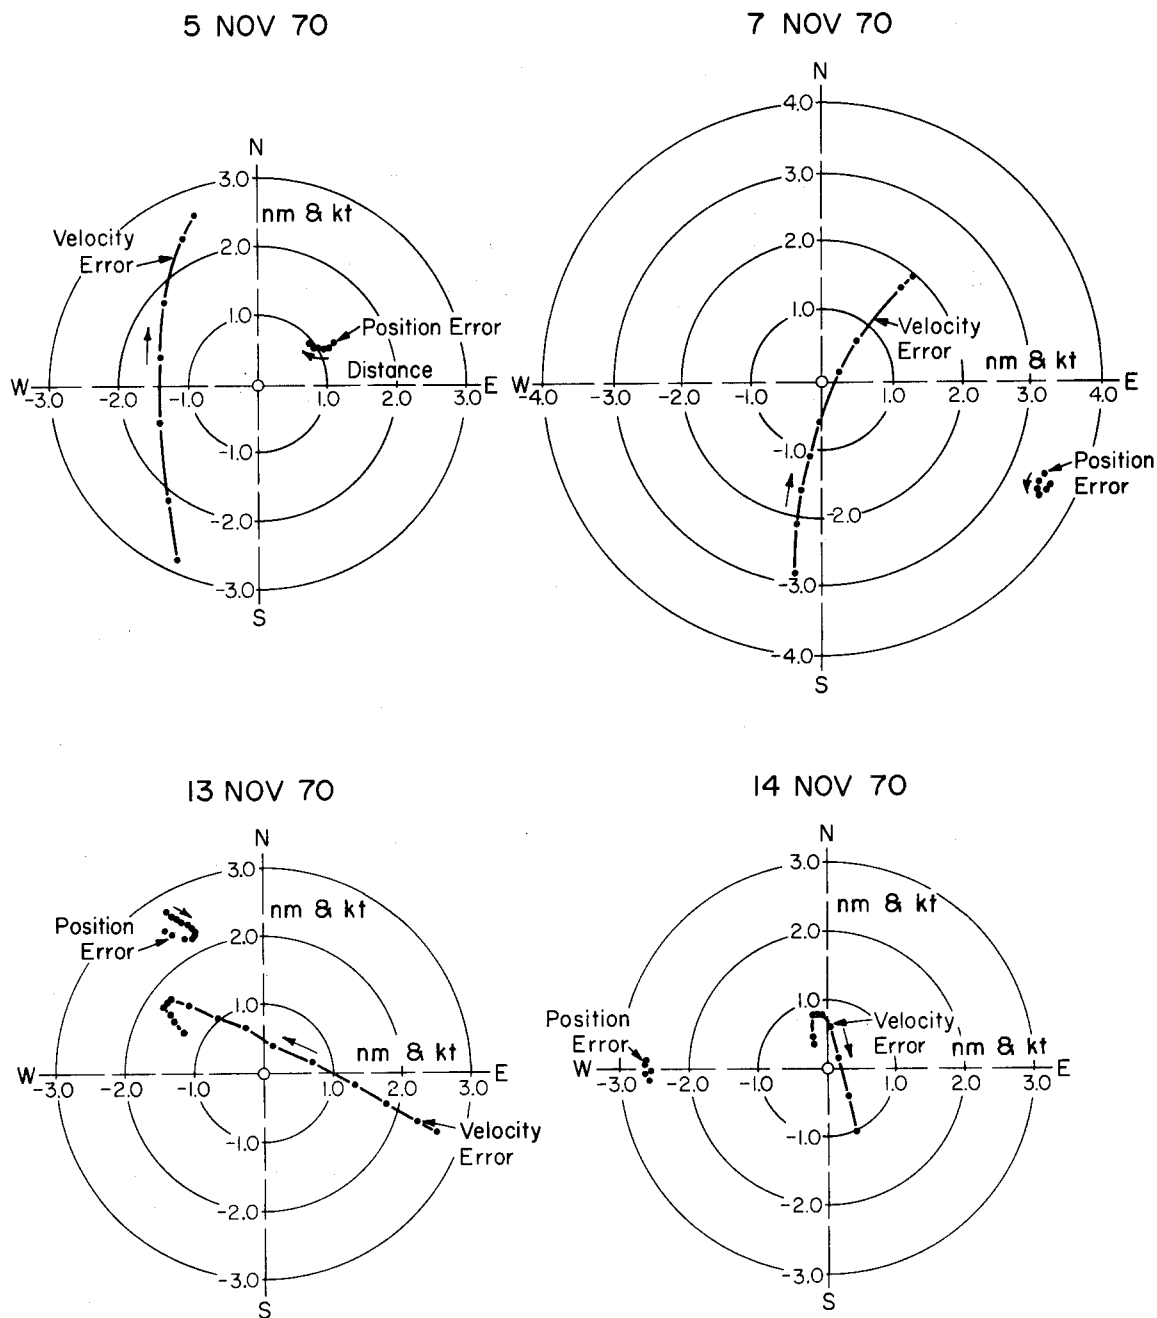 5 NOV 70
N
3.0
nm & kt
Velocity
Error
2.0
1.0
Position Error
Distance
W
-3.0 -2.0 -1.0 1.0 2.0 3.0
E
-1.0
-2.0
-3.0
S
7 NOV 70
N
4.0
3.0
2.0
1.0
Velocity
Error
nm & kt
W
-4.0 -3.0 -2.0 -1.0 1.0 2.0 3.0 4.0
E
-1.0
Position
Error
-2.0
-3.0
-4.0
S
13 NOV 70
N
3.0
nm & kt
Position
Error
2.0
1.0
nm & kt
W
-3.0 -2.0 -1.0 1.0 2.0 3.0
E
Velocity
Error
-1.0
-2.0
-3.0
S
14 NOV 70
N
3.0
nm & kt
2.0
1.0
Position
Error
Velocity
Error
nm & kt
W
-3.0 -2.0 -1.0 1.0 2.0 3.0
E
-1.0
-2.0
-3.0
S